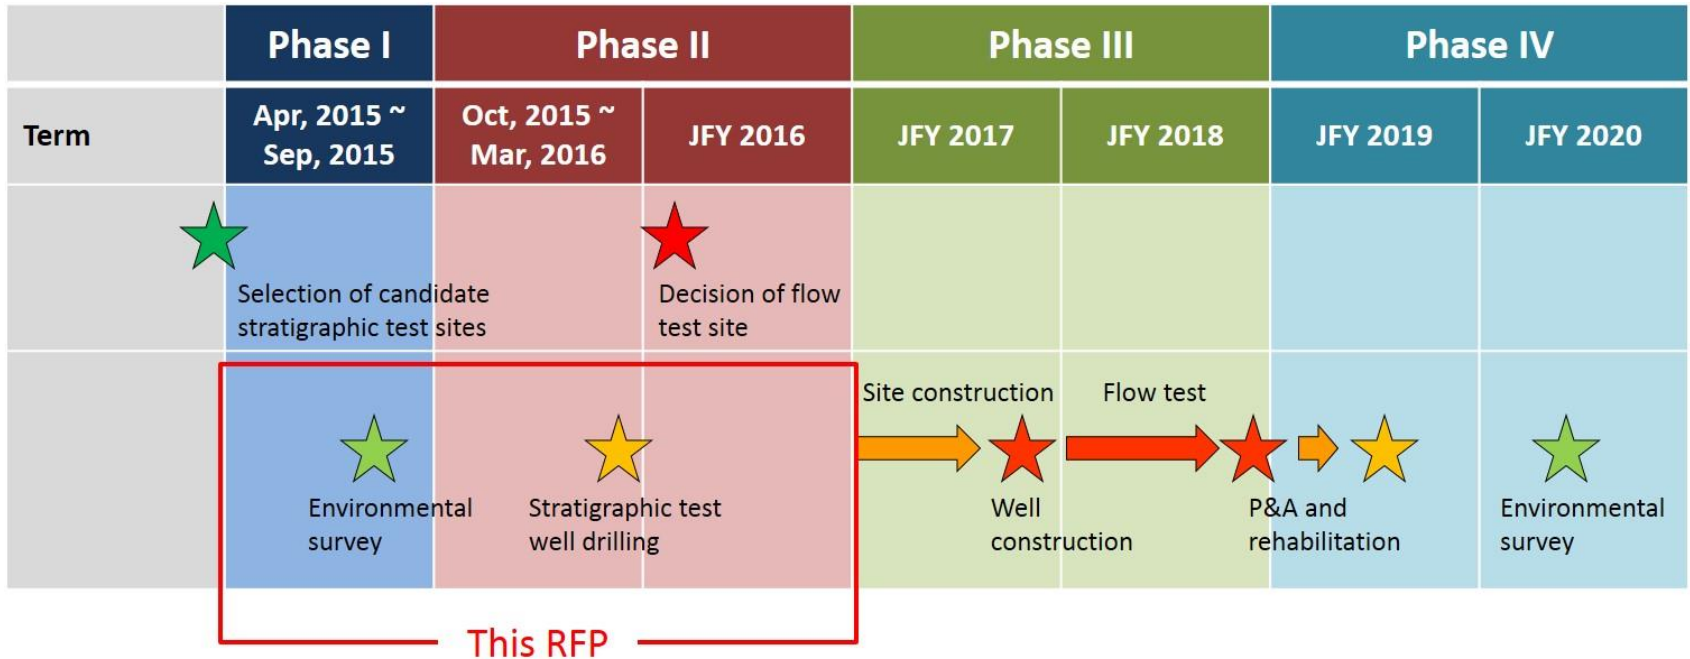 Phase I
Phase II
Phase III
Phase IV
Term
Apr, 2015 ~
Sep, 2015
Oct, 2015 ~
Mar, 2016
JFY 2016
JFY 2017
JFY 2018
JFY 2019
JFY 2020
Selection of candidate
stratigraphic test sites
Decision of flow
test site
Site construction
Flow test
Environmental
survey
Stratigraphic test
well drilling
Well
construction
P&A and
rehabilitation
Environmental
survey
This RFP